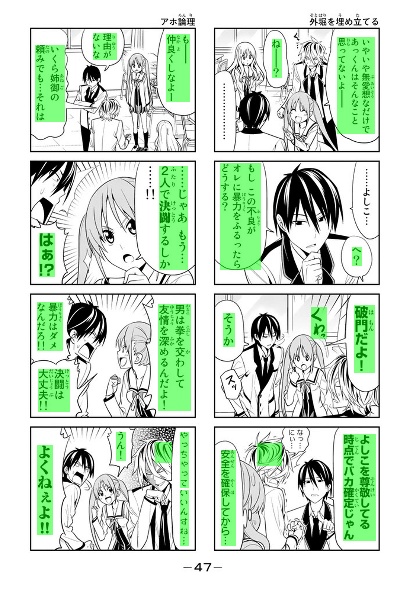 外堀を埋め立てる
いやいや無愛想なだけで
あっくんはそんなこと
思ってないよー
ねー?
……よしこ…
へ?
もし この不良が
オレに暴力をふるったら
どうする?
破門だよ!
くわっ
そうか
スッ
よしこを尊敬してる
時点でバカ確定じゃん
なっ…
にぃ…
安全を確保してから…
アホ論理
もー
仲良くしなよー
理由が
ないな
いくら姉御の
頼みでも…それは
……じゃあ もう…
2人で決闘するしか
……!!
はぁ!?
男は拳を交わして
友情を深めるんだよ!!
暴力はダメ
なんだろ!!
決闘は
大丈夫!!
やっちゃっていいんすね…
うん!
よくねぇよ!!
—47—